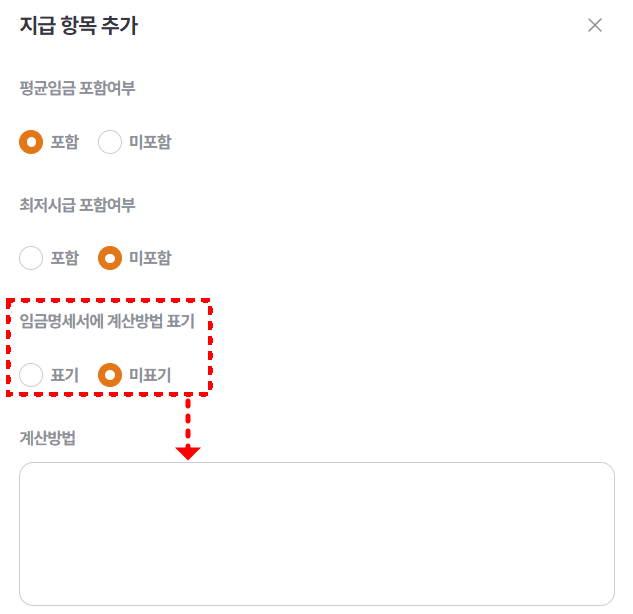 지급 항목 추가
평균임금 포함여부
포함 미포함
최저시급 포함여부
포함 미포함
임금명세서에 계산방법 표기
표기 미표기
계산방법